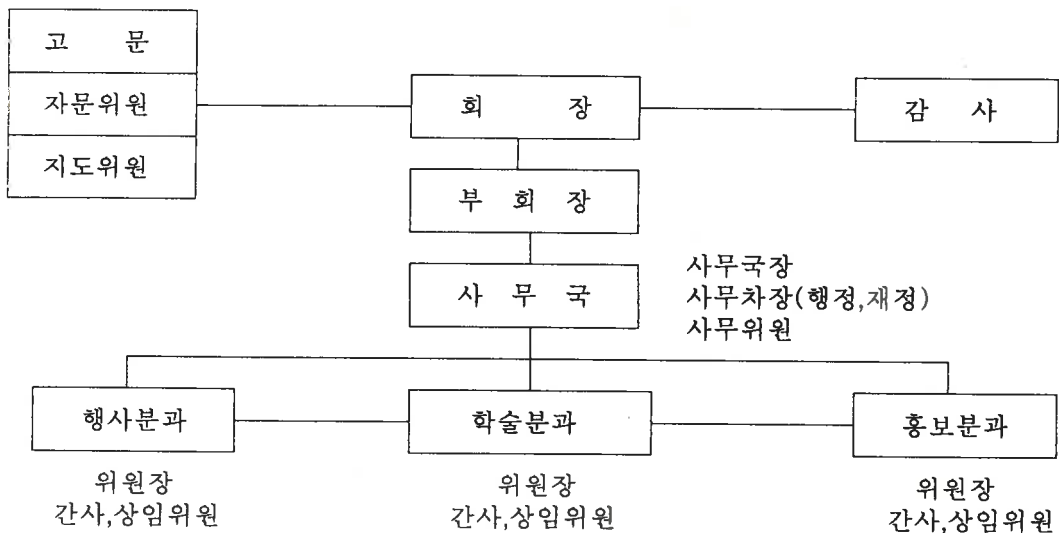 고 문
자문위원
지도위원
회 장
감 사
부 회 장
사 무 국
사무국장
사무차장(행정,재정)
사무위원
행사분과
학술분과
홍보분과
위원장
간사,상임위원
위원장
간사,상임위원
위원장
간사,상임위원